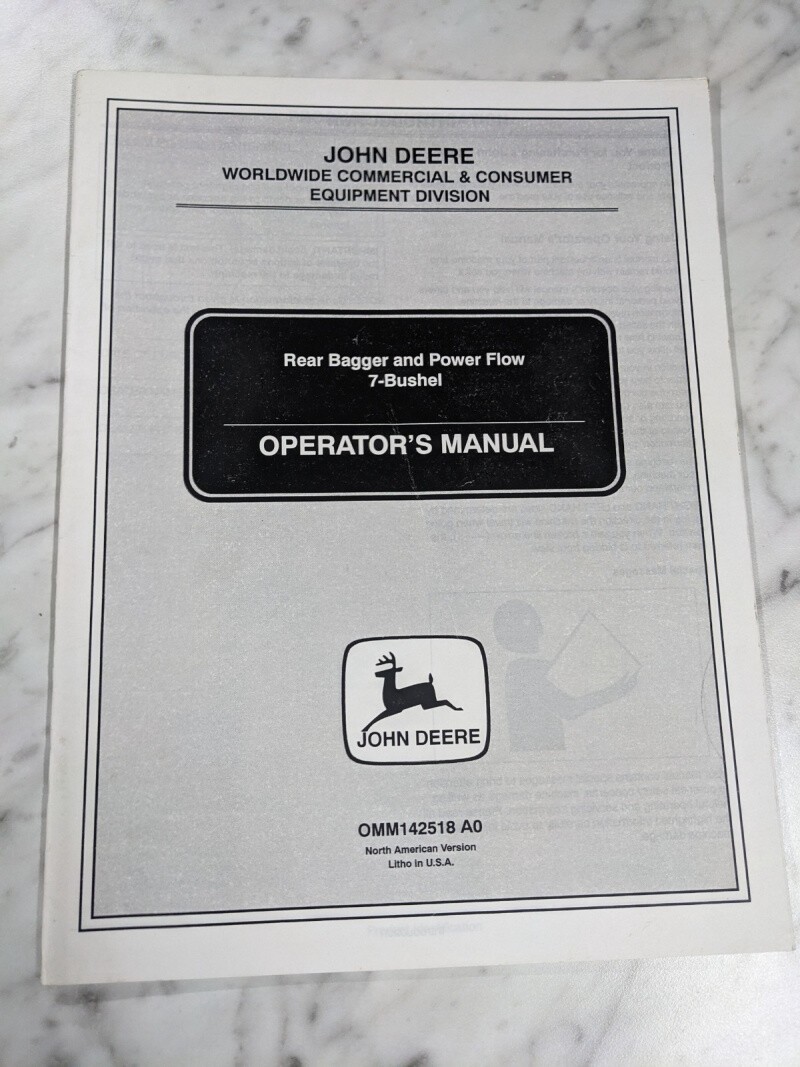 JOHN DEERE
WORLDWIDE COMMERCIAL & CONSUMER
EQUIPMENT DIVISION
Rear Bagger and Power Flow
7-Bushel
OPERATOR'S MANUAL
JOHN DEERE
OMM142518 A0
North American Version
Litho in U.S.A.